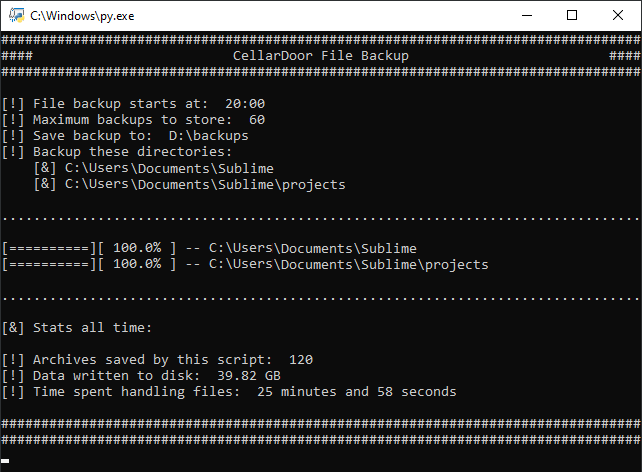 C:\Windows\py.exe
################################################################################
####                         CellarDoor File Backup                         ####
################################################################################
[!] File backup starts at:  20:00
[!] Maximum backups to store:  60
[!] Save backup to:  D:\backups
[!] Backup these directories:
    [&] C:\Users\Documents\Sublime
    [&] C:\Users\Documents\Sublime\projects
................................................................................
[==========][ 100.0% ] -- C:\Users\Documents\Sublime
[==========][ 100.0% ] -- C:\Users\Documents\Sublime\projects
................................................................................
[&] Stats all time:
[!] Archives saved by this script:  120
[!] Data written to disk:  39.82 GB
[!] Time spent handling files:  25 minutes and 58 seconds
################################################################################
################################################################################